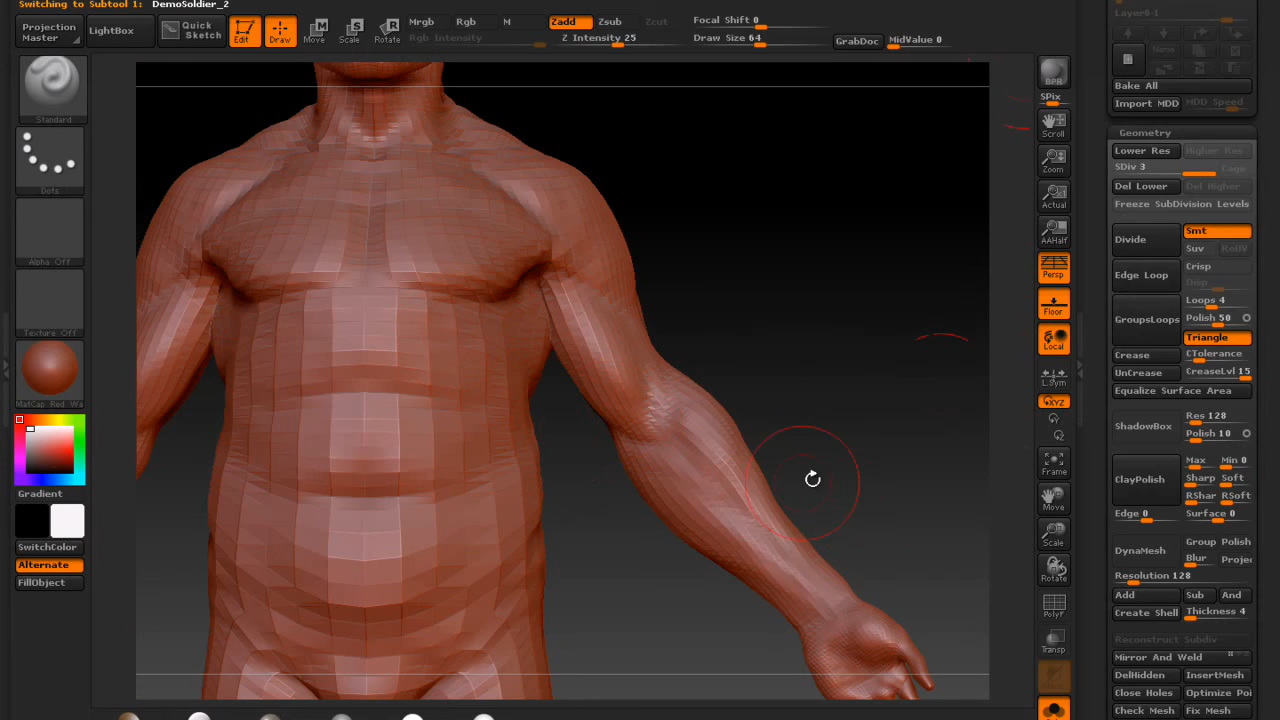 Switching to Subtool 1: DemoSoldier_2
Projection Master
LightBox
Quick Sketch
Edit
Draw
Move
Scale
Rotate
Mrgb Rgb M
Rgb Intensity
Zadd Zsub Zcut
Z Intensity 25
Focal Shift 0
Draw Size 64
GrabDoc MidValue 0
Standard
Dots
Alpha Off
Texture Off
MatCap Red Wa
Gradient
SwitchColor
Alternate
FillObject
BPR
SPix
Scroll
Zoom
Actual
AAHalf
Persp
Floor
Local
L.Sym
XYZ
Frame
Move
Scale
Rotate
PolyF
Transp
Layer0-1
Name
Bake All
Import MDD MDD Speed
Geometry
Lower Res Higher Res
SDiv 3 Cage
Del Lower Del Higher
Freeze SubDivision Levels
Divide
Smt
Suv
Edge Loop
Crisp
Disp
GroupsLoops
Loops 4
Polish 50
Triangle
Crease
CTolerance
UnCrease
CreaseLvl 15
Equalize Surface Area
ShadowBox
Res 128
Polish 10
ClayPolish
Max Min 0
Sharp Soft
RShar RSoft
Edge 0 Surface 0
DynaMesh
Group Polish
Blur Projec
Resolution 128
Add Sub And
Create Shell Thickness 4
Reconstruct Subdiv
Mirror And Weld
DelHidden InsertMesh
Close Holes Optimize Poi
Check Mesh Fix Mesh